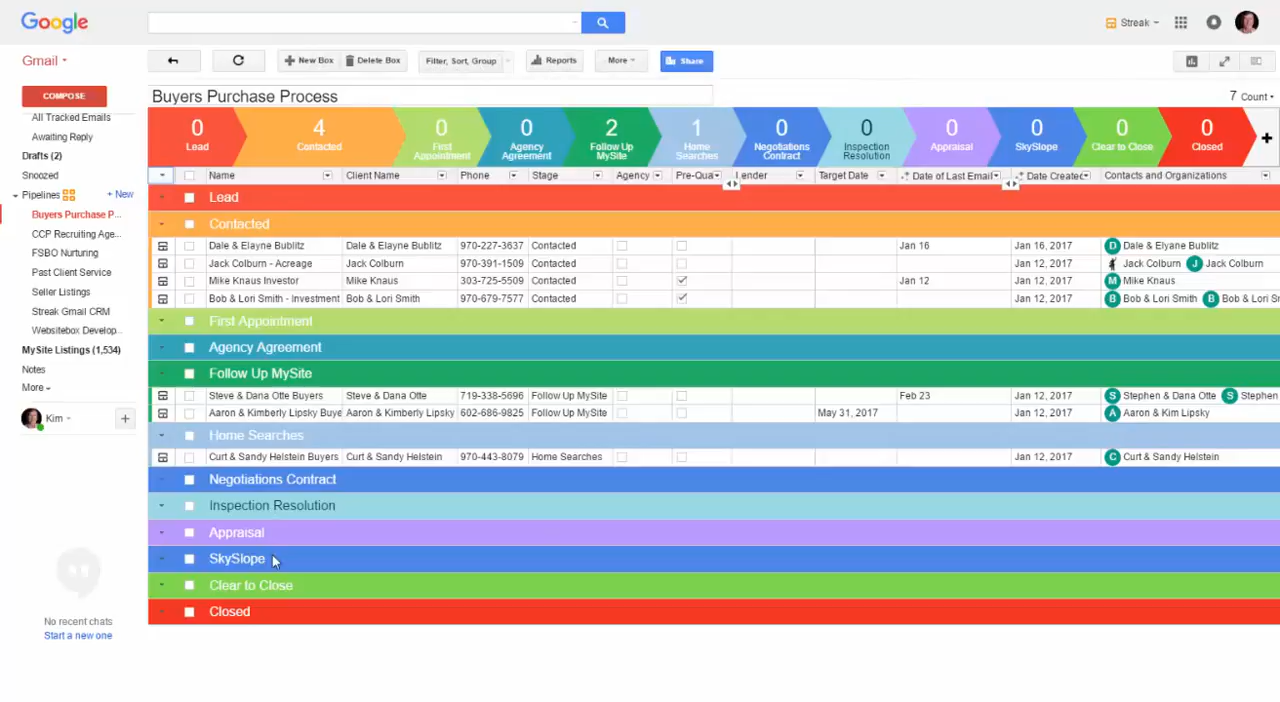 Google
Streak
Gmail
New Box Delete Box Filter, Sort, Group Reports More Share
COMPOSE
Buyers Purchase Process
7 Count
All Tracked Emails
Awaiting Reply
Drafts (2)
Snoozed
Pipelines + New
Buyers Purchase P...
CCP Recruiting Age...
FSBO Nurturing
Past Client Service
Seller Listings
Streak Gmail CRM
Websitebox Develop...
MySite Listings (1,534)
Notes
More
Kim
No recent chats
Start a new one
0 4 0 0 2 1 0 0 0 0 0 0 +
Lead Contacted First Appointment Agency Agreement Follow Up MySite Home Searches Negotiations Contract Inspection Resolution Appraisal SkySlope Clear to Close Closed
Name Client Name Phone Stage Agency Pre-Qua Lender Target Date Date of Last Email Date Created Contacts and Organizations
Lead
Contacted
Dale & Elayne Bublitz Dale & Elayne Bublitz 970-227-3637 Contacted Jan 16 Jan 16, 2017 D Dale & Elyane Bublitz
Jack Colburn - Acreage Jack Colburn 970-391-1509 Contacted Jan 12, 2017 Jack Colburn J Jack Colburn
Mike Knaus Investor Mike Knaus 303-725-5509 Contacted Jan 12 Jan 12, 2017 M Mike Knaus
Bob & Lori Smith - Investment Bob & Lori Smith 970-679-7577 Contacted Jan 12, 2017 B Bob & Lori Smith B Bob & Lori S
First Appointment
Agency Agreement
Follow Up MySite
Steve & Dana Otte Buyers Steve & Dana Otte 719-338-5696 Follow Up MySite Feb 23 Jan 12, 2017 S Stephen & Dana Otte S Stephen
Aaron & Kimberly Lipsky Buye Aaron & Kimberly Lipsky 602-686-9825 Follow Up MySite May 31, 2017 Jan 12, 2017 A Aaron & Kim Lipsky
Home Searches
Curt & Sandy Helstein Buyers Curt & Sandy Helstein 970-443-8079 Home Searches Jan 12, 2017 C Curt & Sandy Helstein
Negotiations Contract
Inspection Resolution
Appraisal
SkySlope
Clear to Close
Closed